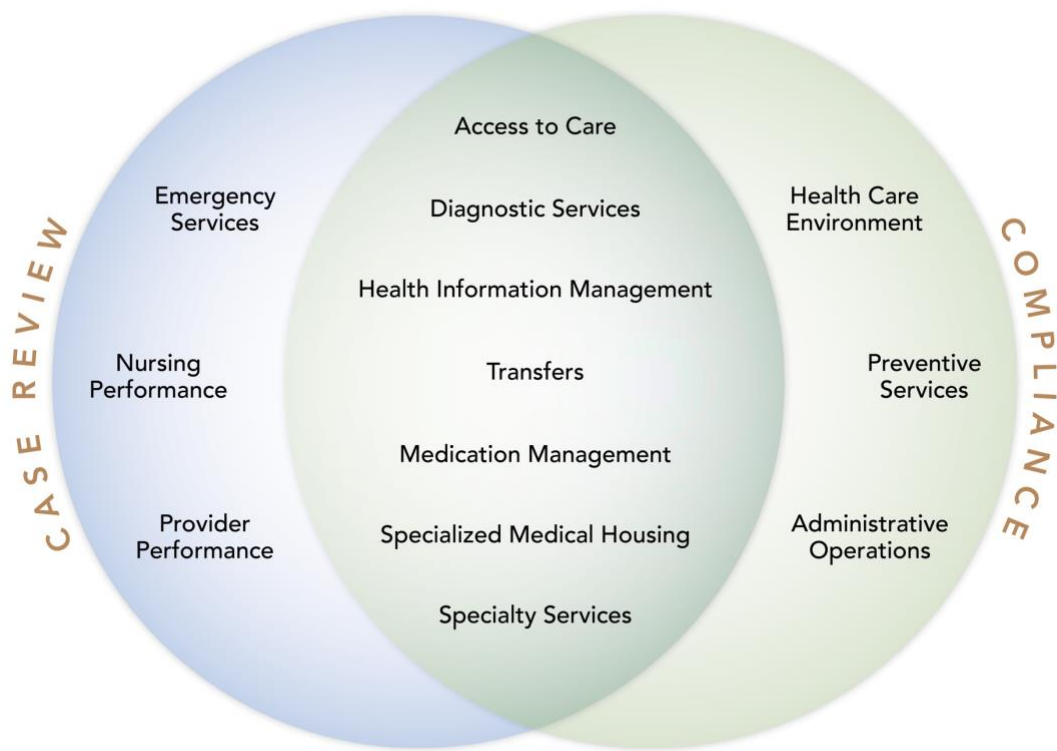 CASE REVIEW
Emergency
Services
Nursing
Performance
Provider
Performance
Access to Care
Diagnostic Services
Health Information Management
Transfers
Medication Management
Specialized Medical Housing
Specialty Services
Health Care
Environment
Preventive
Services
Administrative
Operations
COMPLIANCE